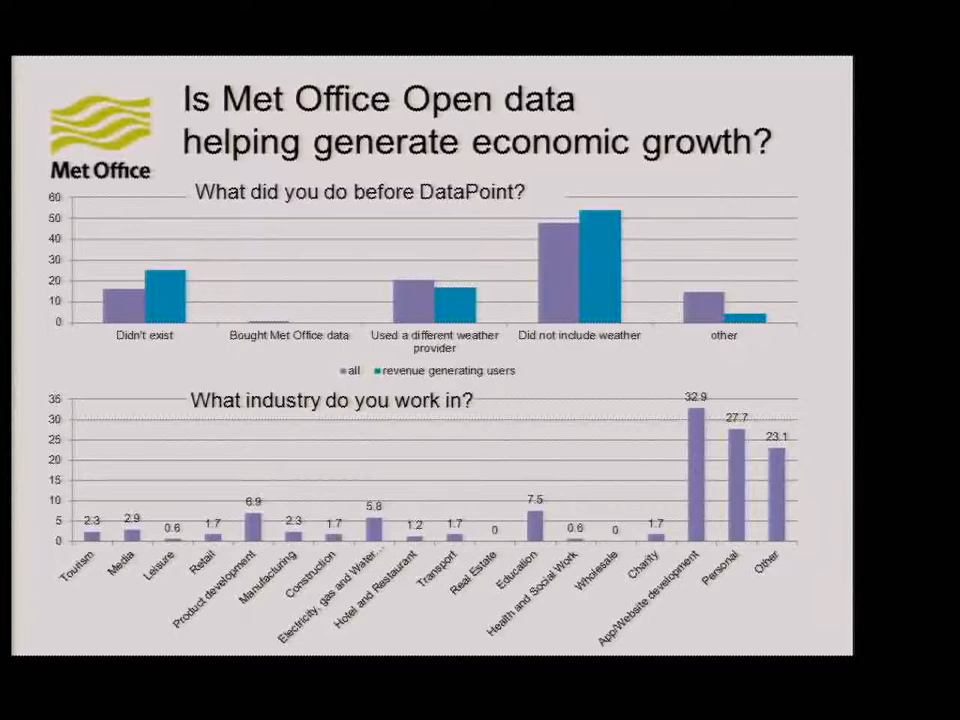 Is Met Office Open data
helping generate economic growth?
Met Office
What did you do before DataPoint?
60
50
40
30
20
10
0
Didn't exist
Bought Met Office data
Used a different weather
provider
Did not include weather
other
all
revenue generating users
What industry do you work in?
35
30
25
20
15
10
5
0
2.3
2.9
0.6
1.7
6.9
2.3
1.7
5.8
1.2
1.7
0
7.5
0.6
0
1.7
32.9
27.7
23.1
Tourism
Media
Leisure
Retail
Product development
Manufacturing
Construction
Electricity, gas and Water...
Hotel and Restaurant
Transport
Real Estate
Education
Health and Social Work
Wholesale
Charity
App/Website development
Personal
Other